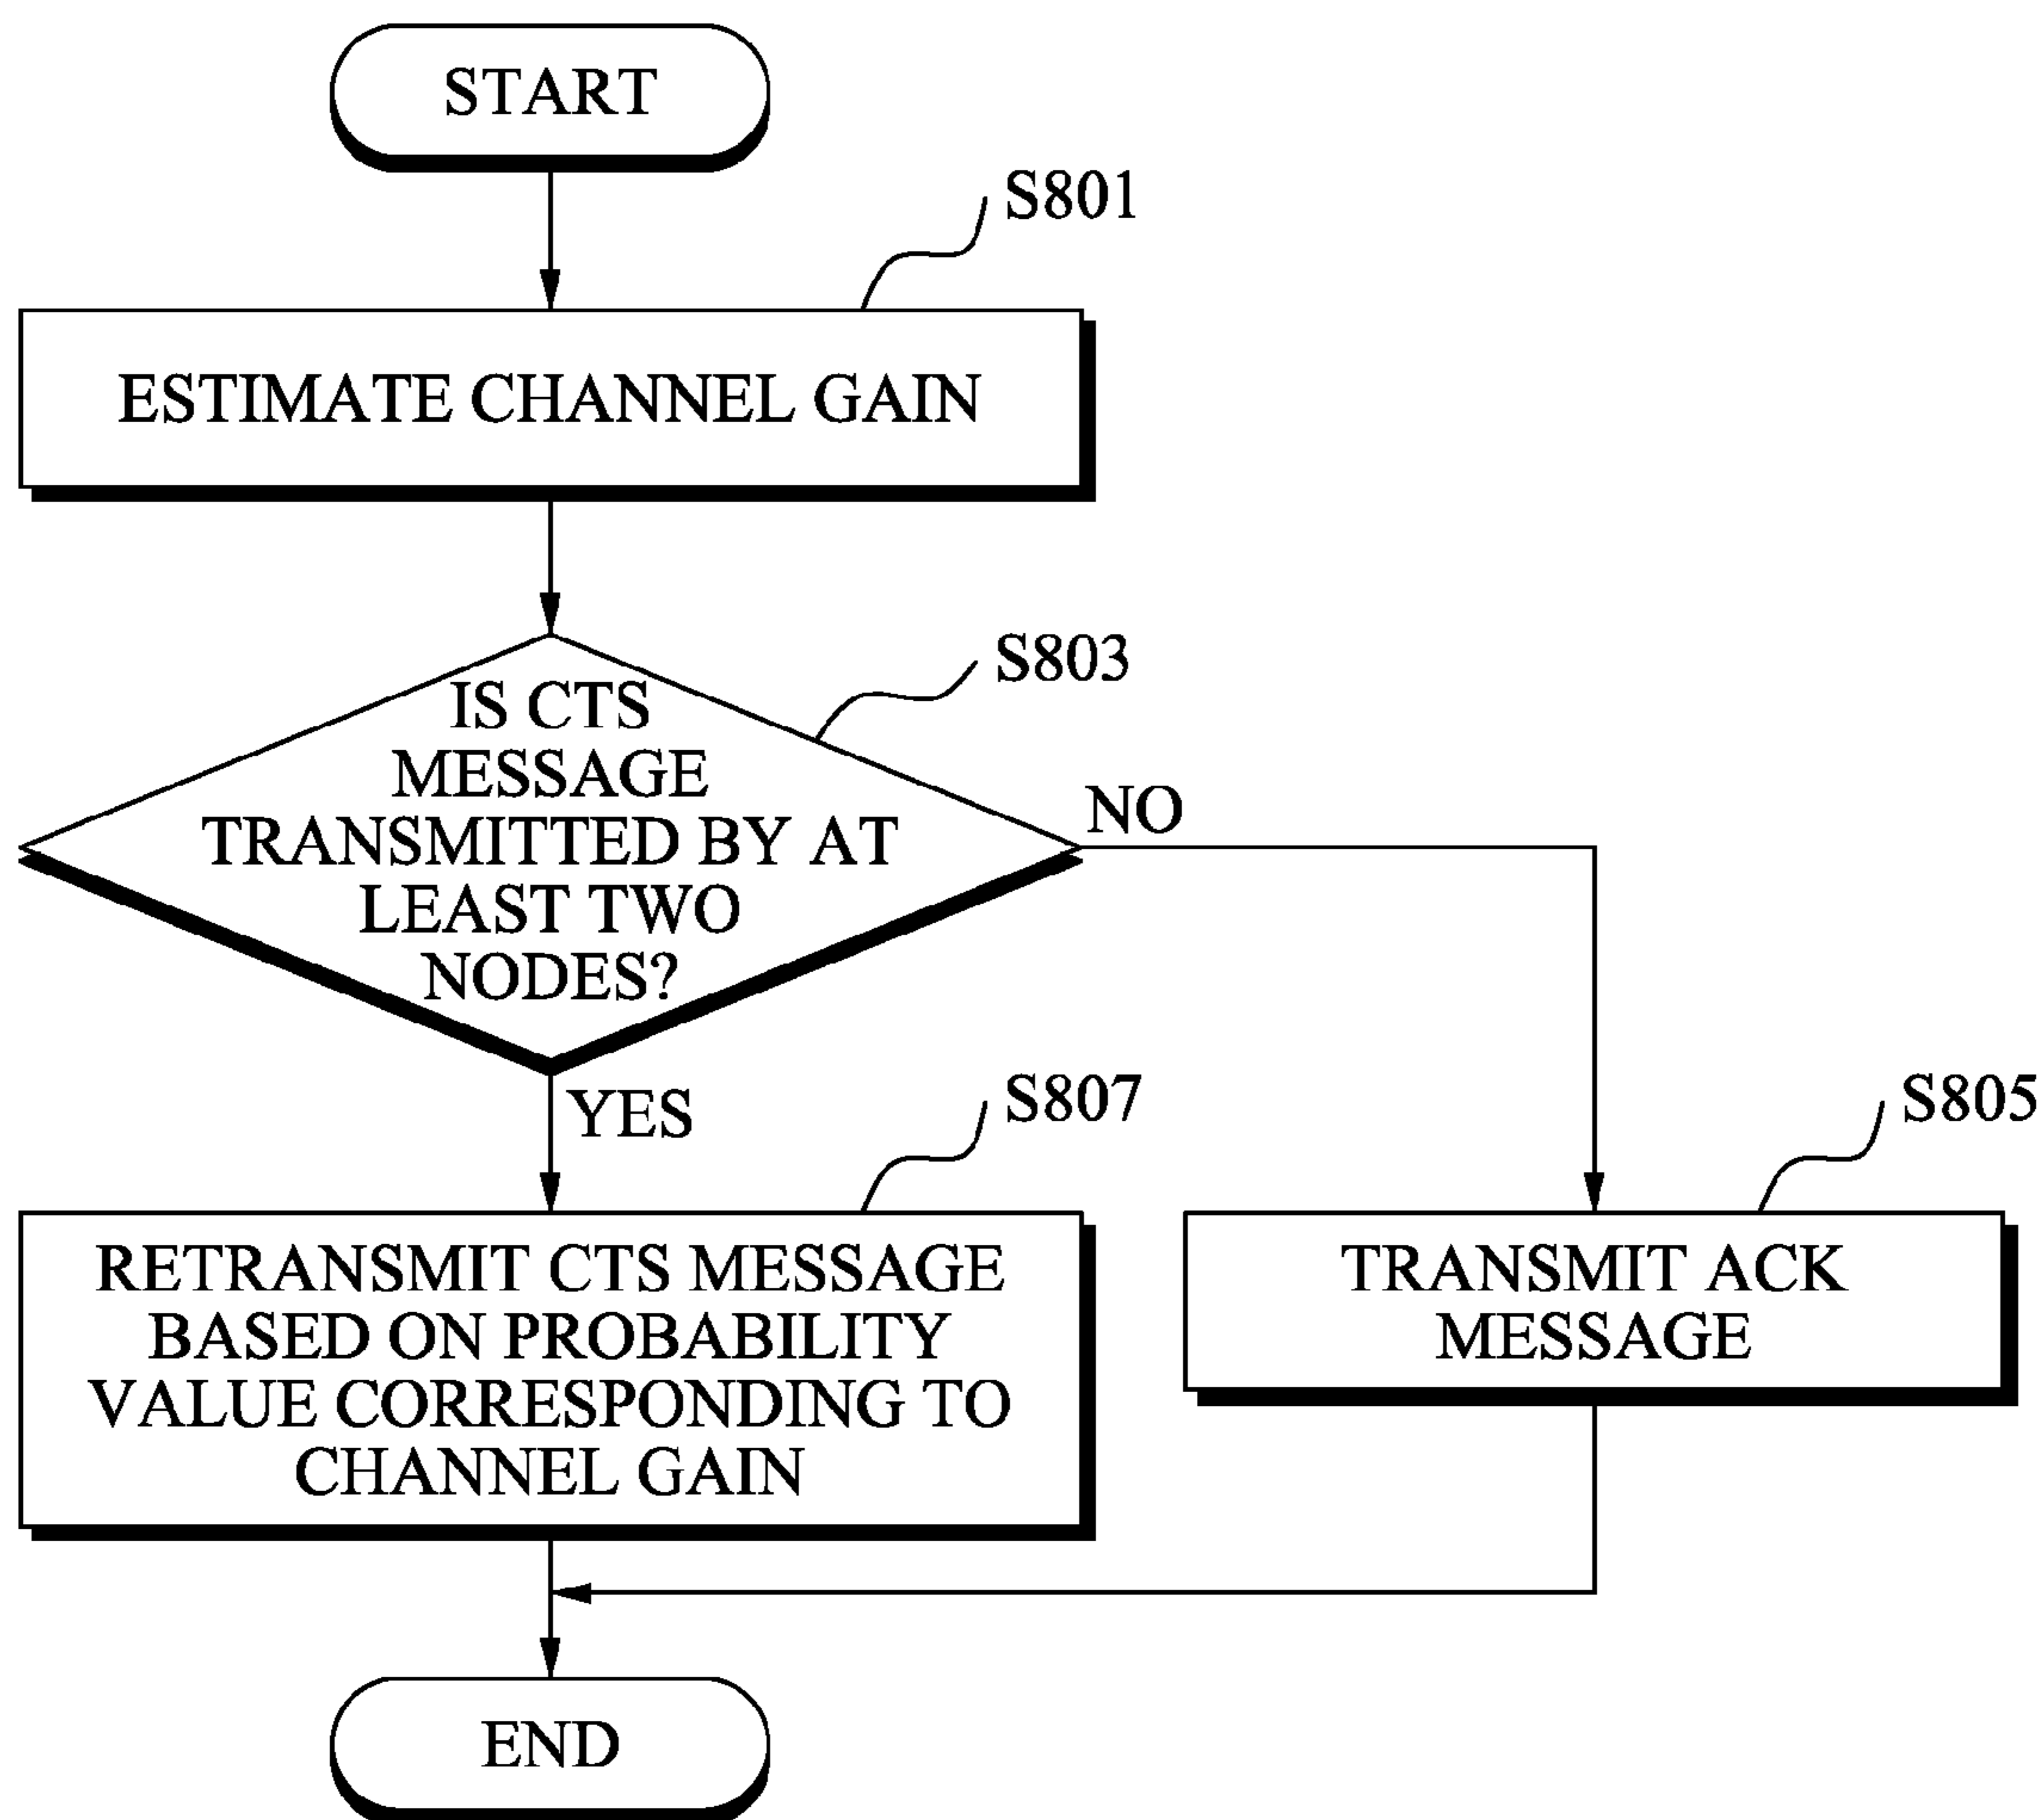 START
S801
ESTIMATE CHANNEL GAIN
S803
IS CTS
MESSAGE
TRANSMITTED BY AT
LEAST TWO
NODES?
NO
YES
S807
S805
RETRANSMIT CTS MESSAGE
BASED ON PROBABILITY
VALUE CORRESPONDING TO
CHANNEL GAIN
TRANSMIT ACK
MESSAGE
END